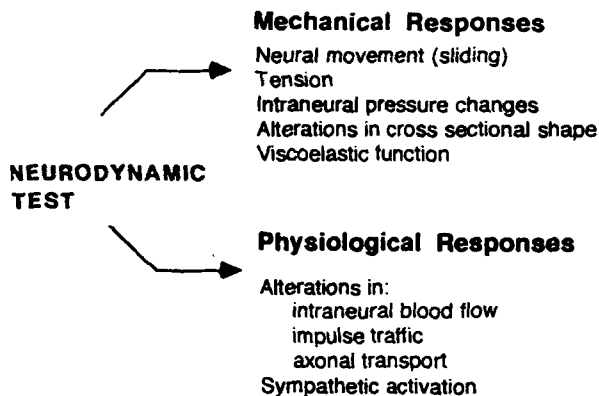 Mechanical Responses
Neural movement (sliding)
Tension
Intraneural pressure changes
Alterations in cross sectional shape
Viscoelastic function
NEURODYNAMIC
TEST
Physiological Responses
Alterations in:
intraneural blood flow
impulse traffic
axonal transport
Sympathetic activation